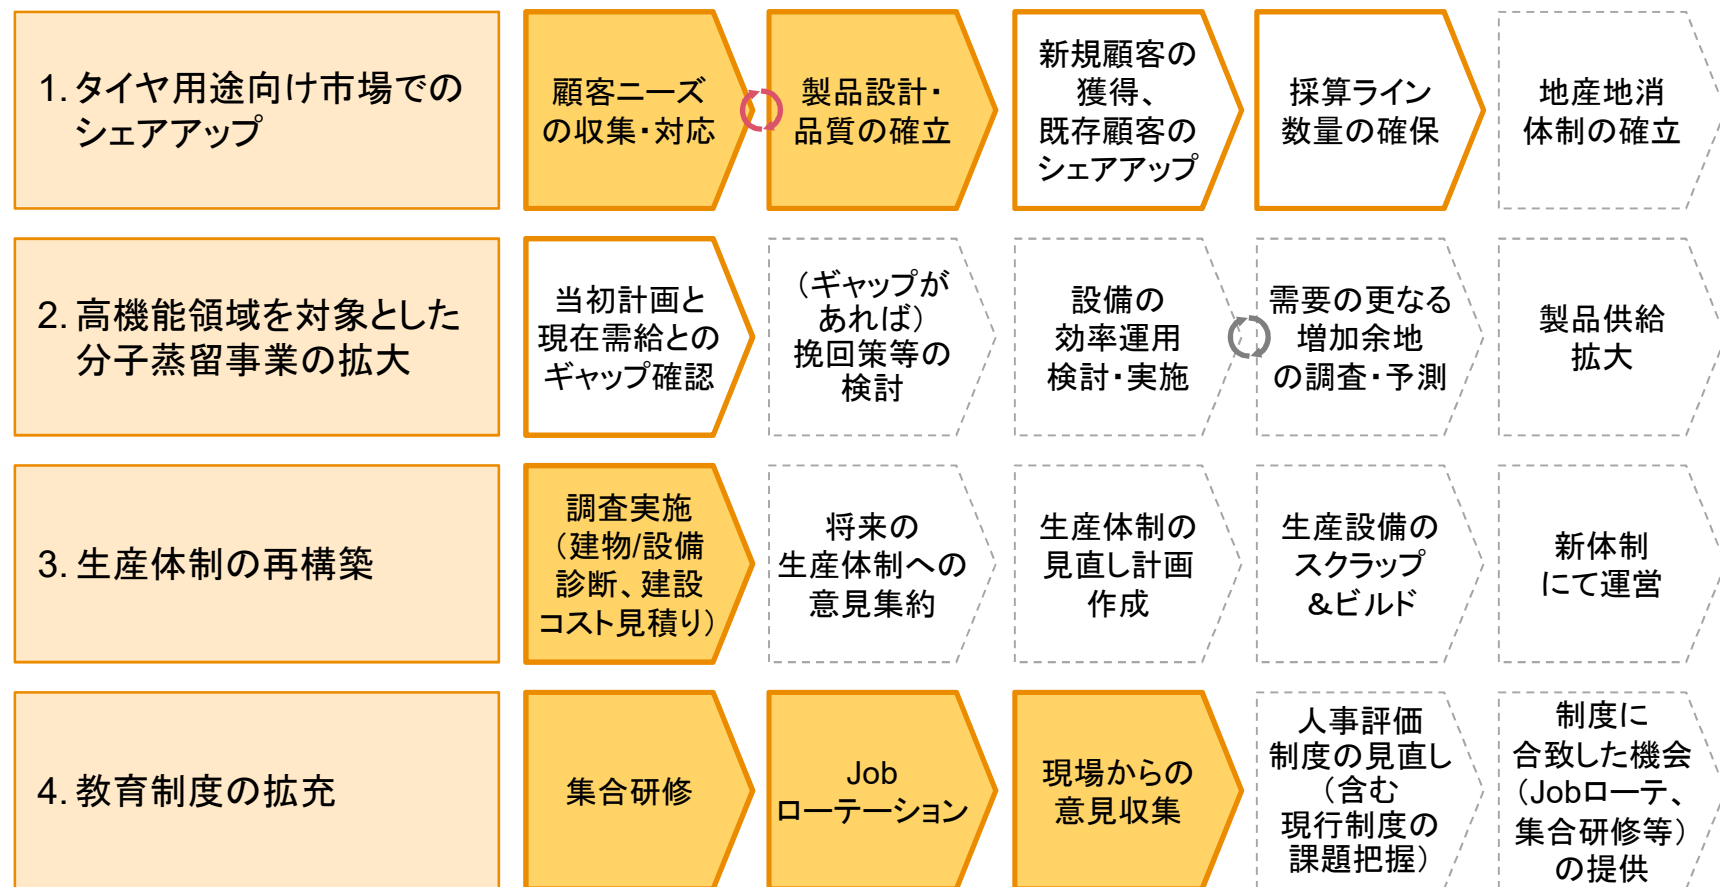 1. タイヤ用途向け市場での
シェアアップ
顧客ニーズ
の収集・対応
製品設計・
品質の確立
新規顧客の
獲得、
既存顧客の
シェアアップ
採算ライン
数量の確保
地産地消
体制の確立
2. 高機能領域を対象とした
分子蒸留事業の拡大
当初計画と
現在需給との
ギャップ確認
（ギャップが
あれば）
挽回策等の
検討
設備の
効率運用
検討・実施
需要の更なる
増加余地
の調査・予測
製品供給
拡大
3. 生産体制の再構築
調査実施
（建物/設備
診断、建設
コスト見積り）
将来の
生産体制への
意見集約
生産体制の
見直し計画
作成
生産設備の
スクラップ
&ビルド
新体制
にて運営
4. 教育制度の拡充
集合研修
Job
ローテーション
現場からの
意見収集
人事評価
制度の見直し
（含む
現行制度の
課題把握）
制度に
合致した機会
（Jobローテ、
集合研修等）
の提供